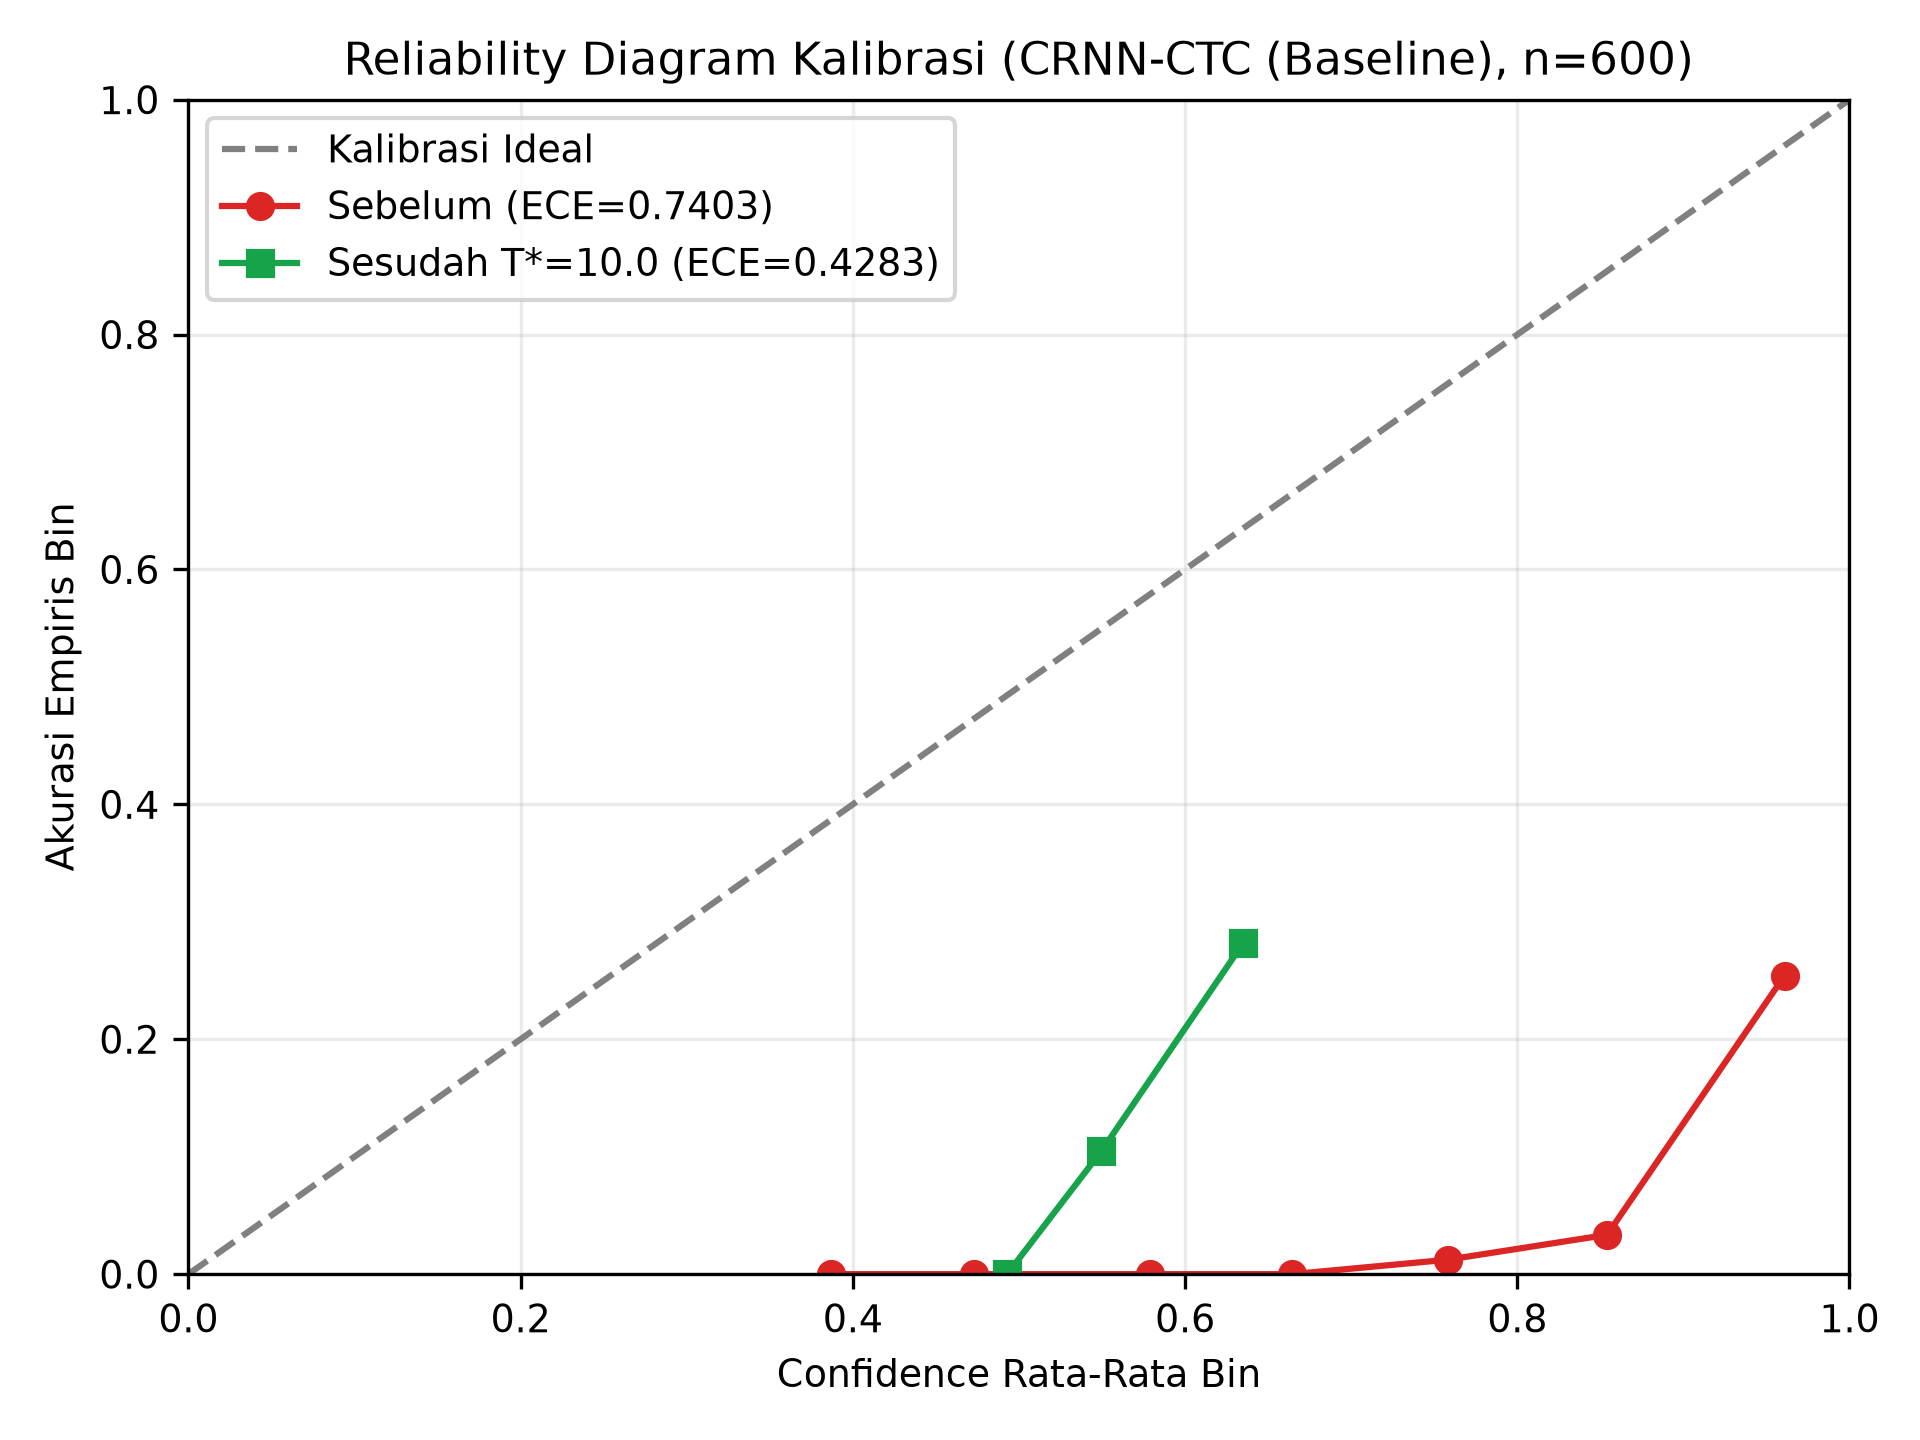 Reliability Diagram Kalibrasi (CRNN-CTC (Baseline), n=600)
Kalibrasi Ideal
Sebelum (ECE=0.7403)
Sesudah T*=10.0 (ECE=0.4283)
Akurasi Empiris Bin
1.0
0.8
0.6
0.4
0.2
0.0
0.0 0.2 0.4 0.6 0.8 1.0
Confidence Rata-Rata Bin